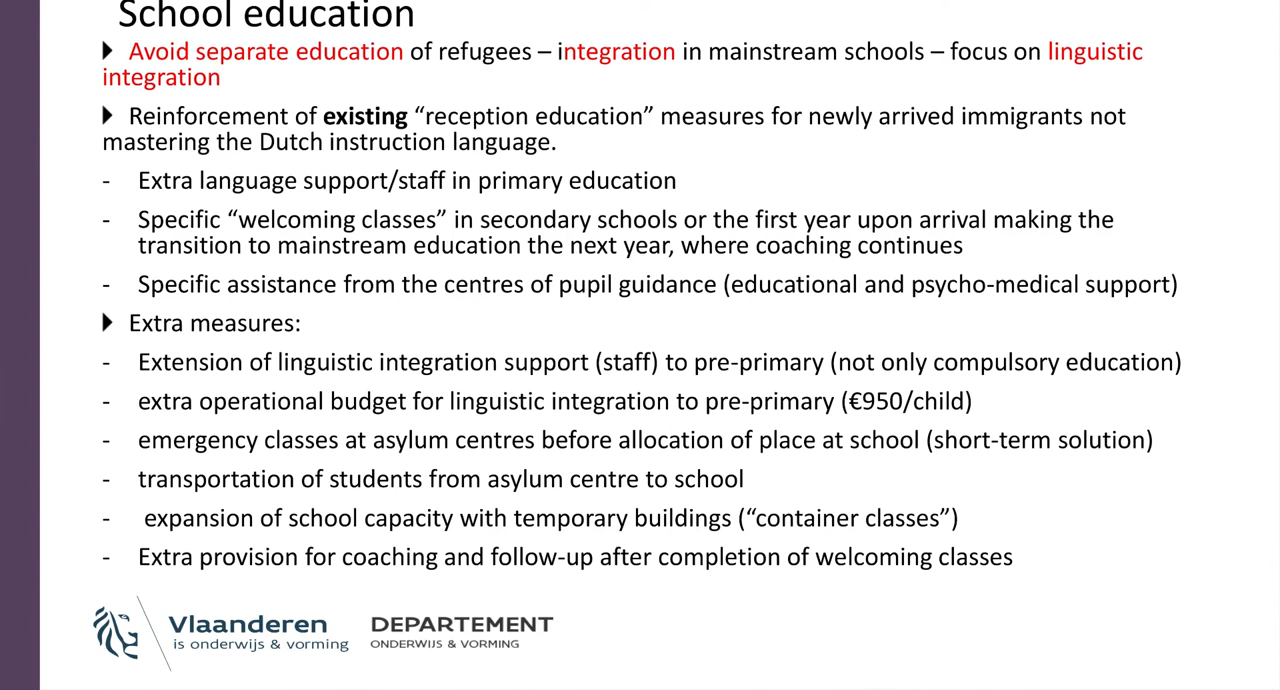 School education
Avoid separate education of refugees – integration in mainstream schools – focus on linguistic
integration
Reinforcement of existing “reception education” measures for newly arrived immigrants not
mastering the Dutch instruction language.
- Extra language support/staff in primary education
- Specific “welcoming classes” in secondary schools or the first year upon arrival making the
transition to mainstream education the next year, where coaching continues
- Specific assistance from the centres of pupil guidance (educational and psycho-medical support)
Extra measures:
- Extension of linguistic integration support (staff) to pre-primary (not only compulsory education)
- extra operational budget for linguistic integration to pre-primary (€950/child)
- emergency classes at asylum centres before allocation of place at school (short-term solution)
- transportation of students from asylum centre to school
- expansion of school capacity with temporary buildings (“container classes”)
- Extra provision for coaching and follow-up after completion of welcoming classes
Vlaanderen
is onderwijs & vorming
DEPARTEMENT
ONDERWIJS & VORMING